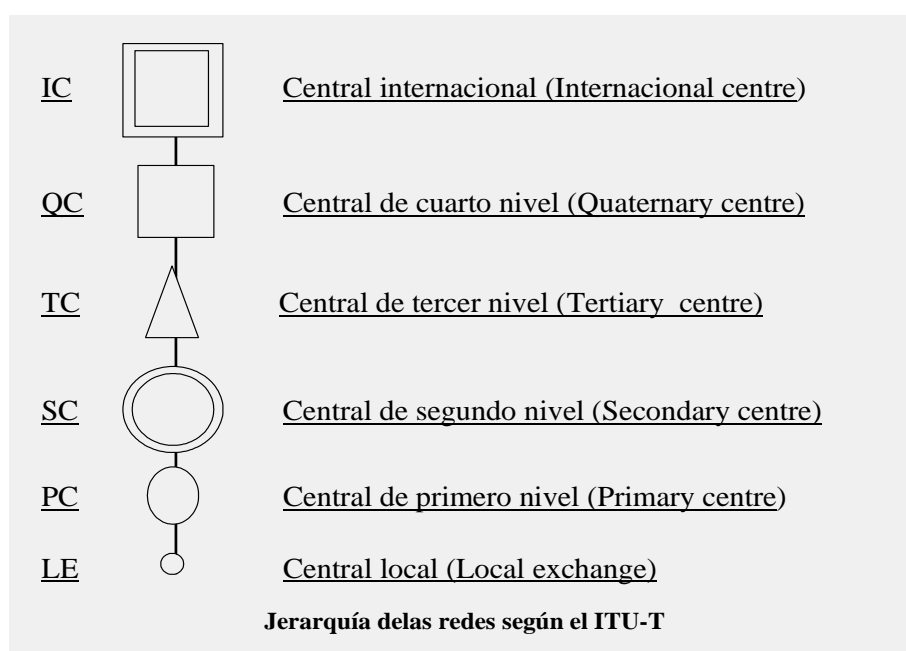 IC Central internacional (Internacional centre)
QC Central de cuarto nivel (Quaternary centre)
TC Central de tercer nivel (Tertiary centre)
SC Central de segundo nivel (Secondary centre)
PC Central de primero nivel (Primary centre)
LE Central local (Local exchange)
Jerarquía delas redes según el ITU-T